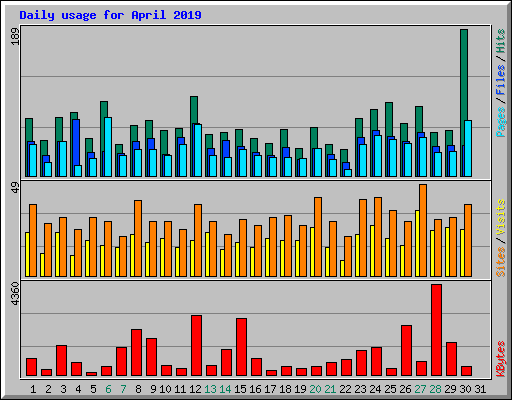 Daily usage for April 2019
189
Pages / Files / Hits
49
Sites / Visits
4360
KBytes
1 2 3 4 5 6 7 8 9 10 11 12 13 14 15 16 17 18 19 20 21 22 23 24 25 26 27 28 29 30 31